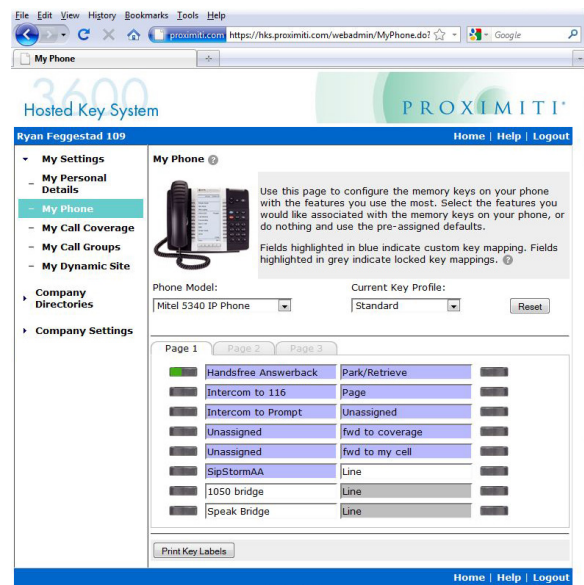 File Edit View History Bookmarks Tools Help
proximiti.com https://hks.proximiti.com/webadmin/MyPhone.do?
Google
My Phone
3600
Hosted Key System
PROXIMITI
Ryan Feggestad 109
Home | Help | Logout
My Settings
My Personal
Details
My Phone
My Call Coverage
My Call Groups
My Dynamic Site
Company
Directories
Company Settings
My Phone
Use this page to configure the memory keys on your phone
with the features you use the most. Select the features you
would like associated with the memory keys on your phone, or
do nothing and use the pre-assigned defaults.
Fields highlighted in blue indicate custom key mapping. Fields
highlighted in grey indicate locked key mappings.
Phone Model:
Current Key Profile:
Mitel 5340 IP Phone
Standard
Reset
Page 1 Page 2 Page 3
Handsfree Answerback Park/Retrieve
Intercom to 116 Page
Intercom to Prompt Unassigned
Unassigned fwd to coverage
Unassigned fwd to my cell
SipStormAA Line
1050 bridge Line
Speak Bridge Line
Print Key Labels
Home | Help | Logout